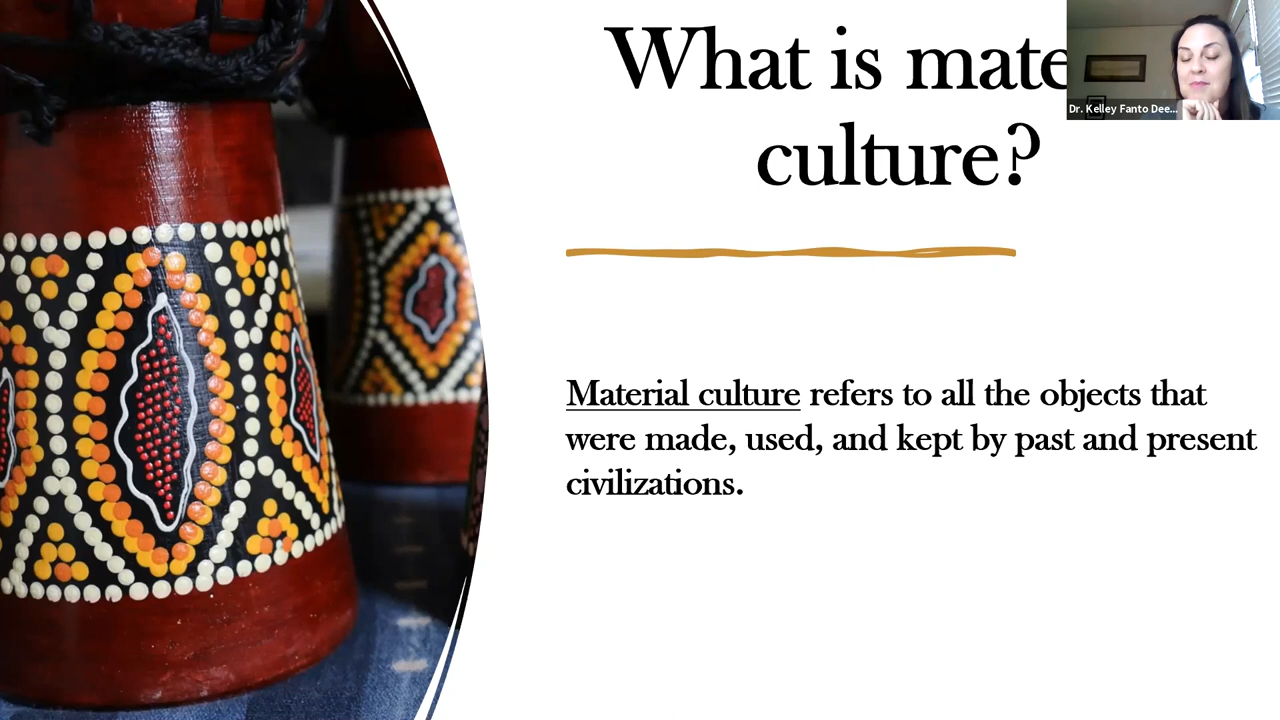 What is mate
culture?
Dr. Kelley Fanto Dee...
Material culture refers to all the objects that
were made, used, and kept by past and present
civilizations.